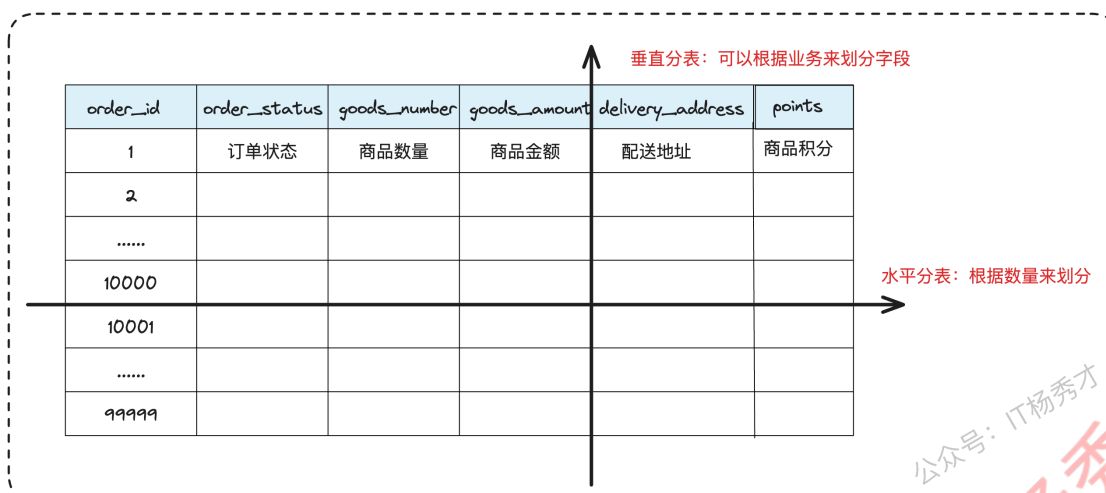 垂直分表：可以根据业务来划分字段
order_id order_status goods_number goods_amount delivery_address points
1 订单状态 商品数量 商品金额 配送地址 商品积分
2
......
10000
水平分表：根据数量来划分
10001
......
99999
公众号：IT杨秀才
秀